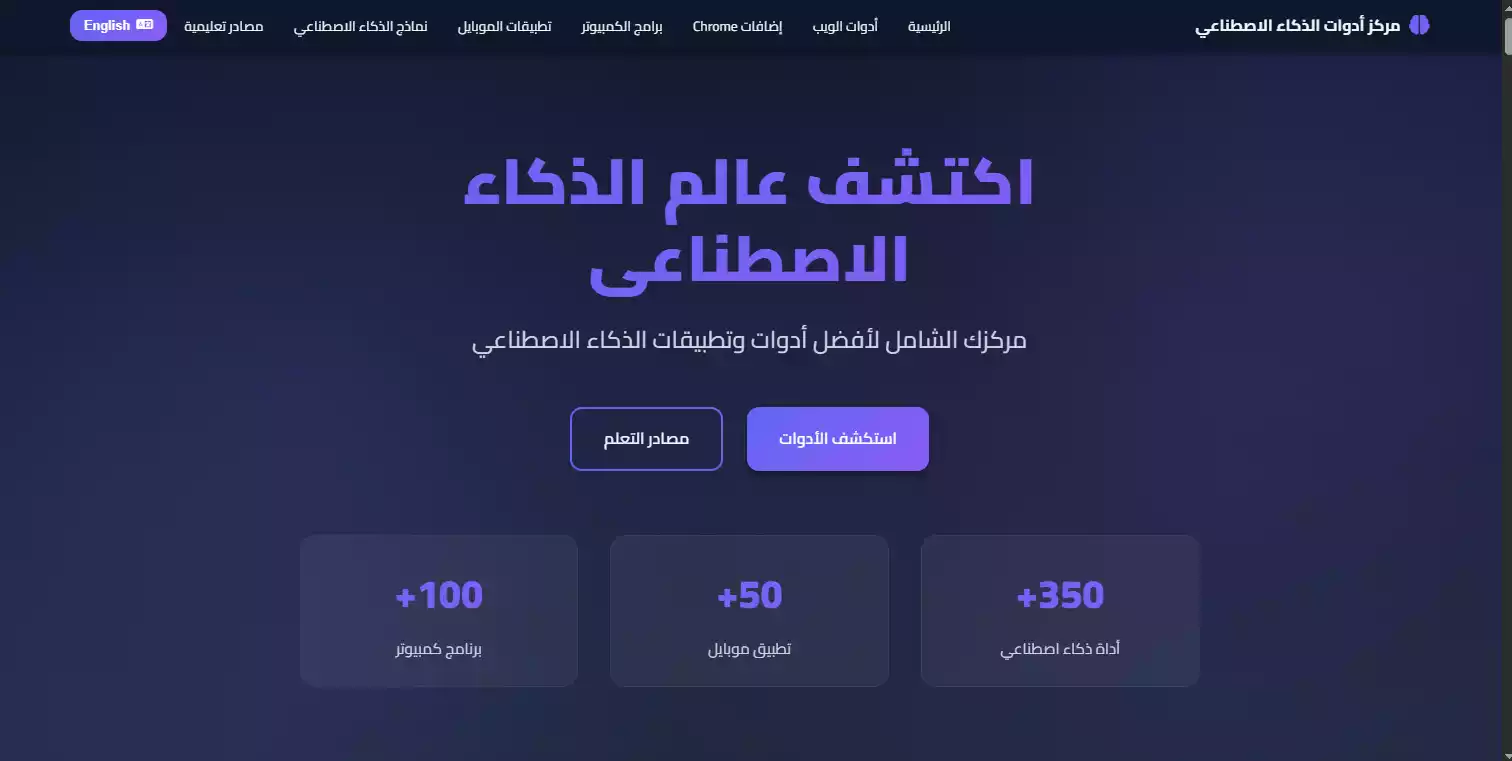 مركز أدوات الذكاء الاصطناعي
الرئيسية
أدوات الويب
إضافات Chrome
برامج الكمبيوتر
تطبيقات الموبايل
نماذج الذكاء الاصطناعي
مصادر تعليمية
English
اكتشف عالم الذكاء
الاصطناعي
مركزك الشامل لأفضل أدوات وتطبيقات الذكاء الاصطناعي
استكشف الأدوات
مصادر التعلم
+350
أداة ذكاء اصطناعي
+50
تطبيق موبايل
+100
برنامج كمبيوتر